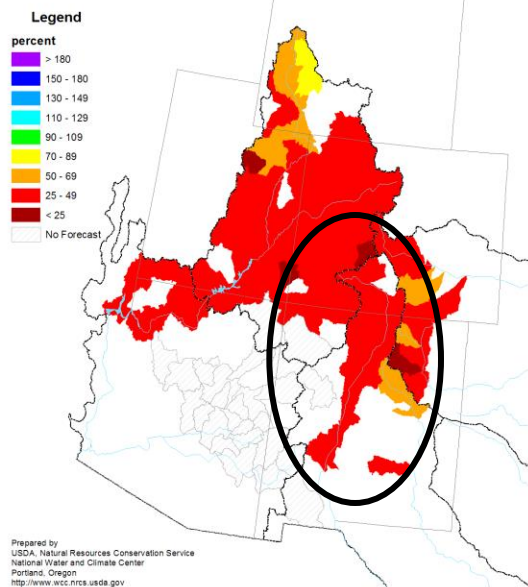 Legend
percent
> 180
150 - 180
130 - 149
110 - 129
90 - 109
70 - 89
50 - 69
25 - 49
< 25
No Forecast
Prepared by
USDA, Natural Resources Conservation Service
National Water and Climate Center
Portland, Oregon
http://www.wcc.nrcs.usda.gov